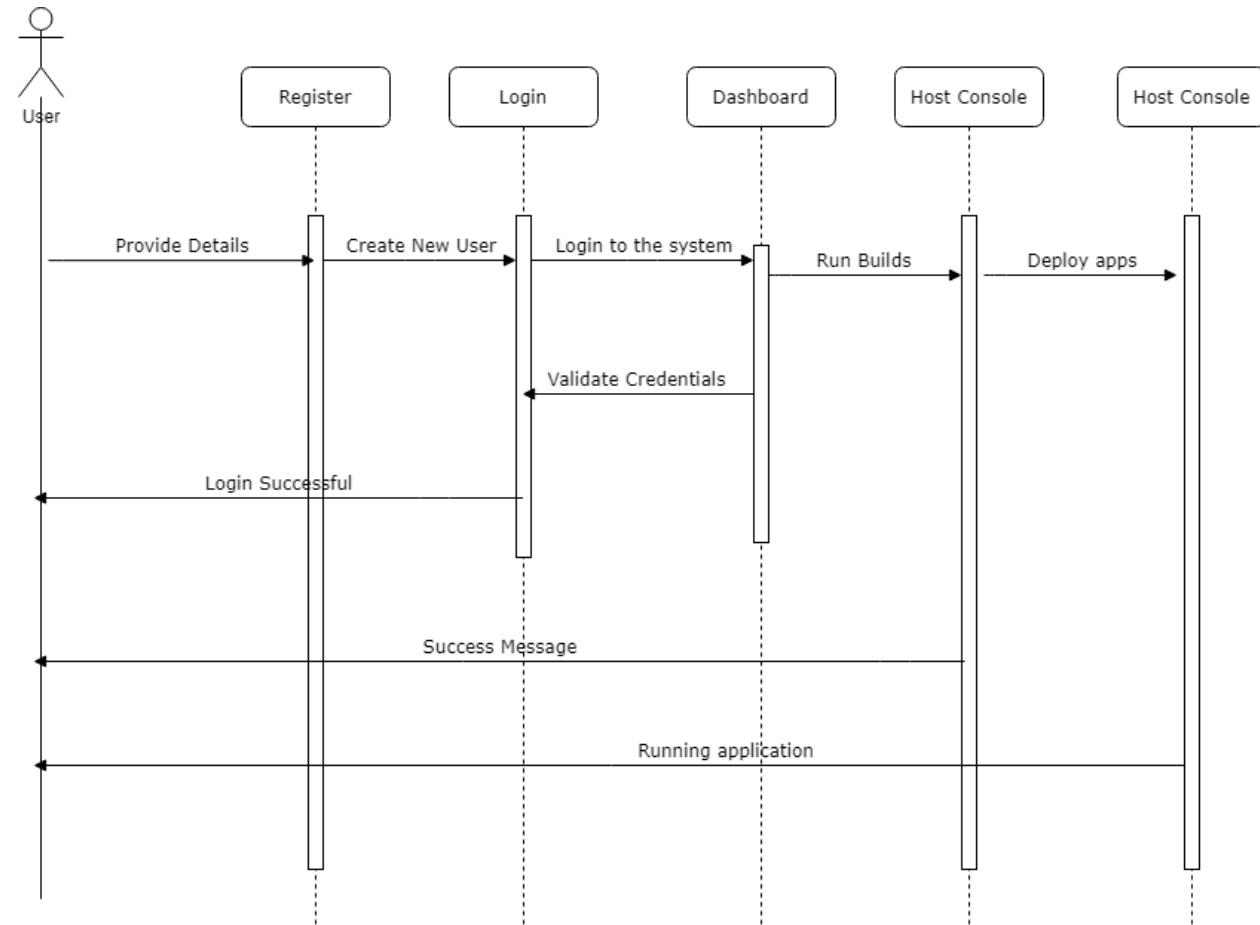 User
Register
Login
Dashboard
Host Console
Host Console
Provide Details
Create New User
Login to the system
Run Builds
Deploy apps
Validate Credentials
Login Successful
Success Message
Running application